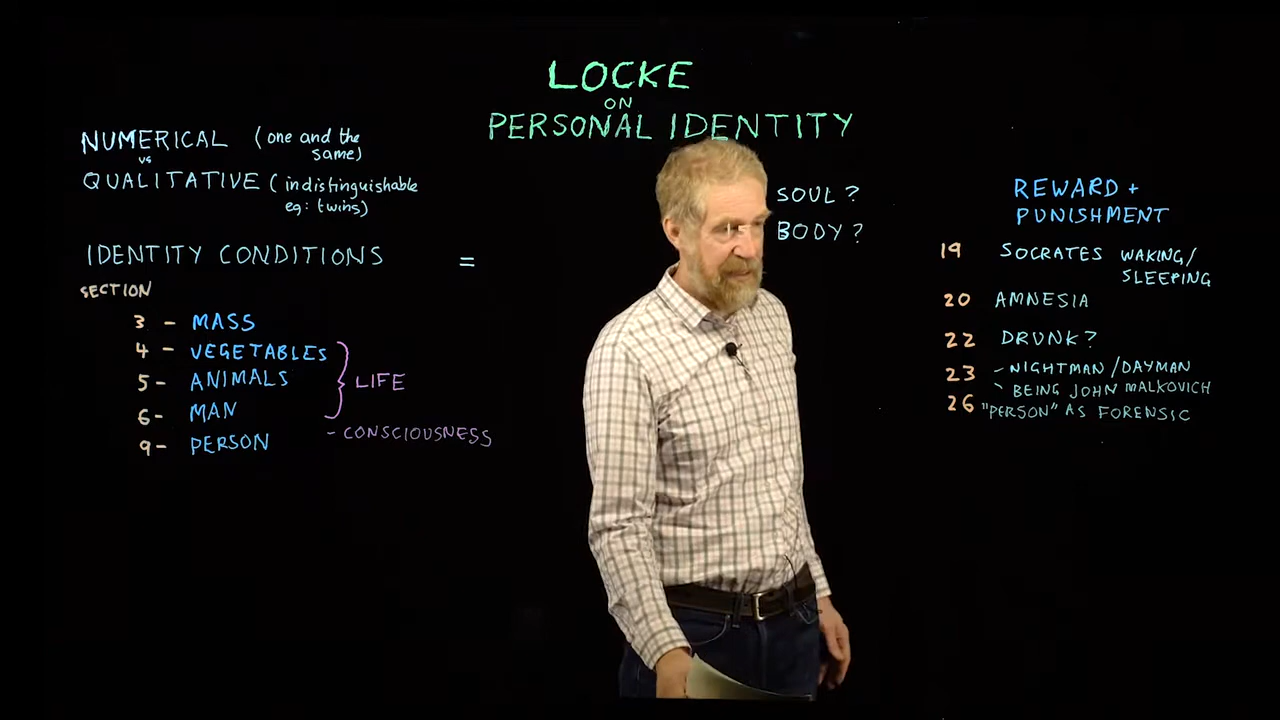 LOCKE
ON
PERSONAL IDENTITY
NUMERICAL (one and the
same)
vs
QUALITATIVE (indistinguishable
eg: twins)
IDENTITY CONDITIONS =
SECTION
3 - MASS
4 - VEGETABLES
5 - ANIMALS
6 - MAN
LIFE
9 - PERSON
- CONSCIOUSNESS
SOUL?
BODY?
REWARD +
PUNISHMENT
19 SOCRATES WAKING/
SLEEPING
20 AMNESIA
22 DRUNK?
23 - NIGHTMAN/DAYMAN
- BEING JOHN MALKOVICH
26 "PERSON" AS FORENSIC